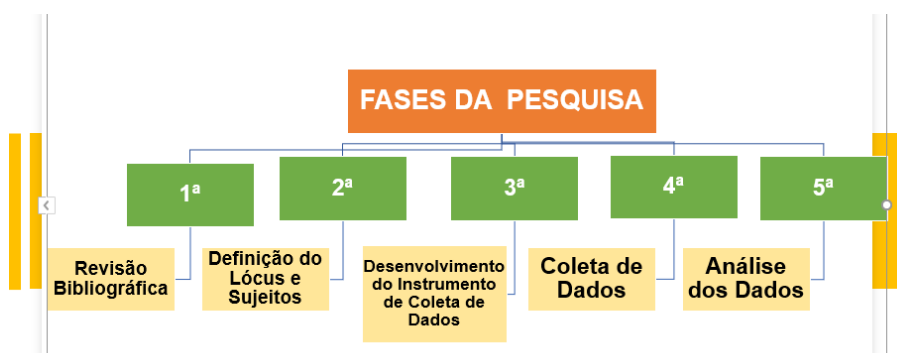 FASES DA PESQUISA
1ª
2ª
3ª
4ª
5ª
Revisão
Bibliográfica
Definição do
Lócus e
Sujeitos
Desenvolvimento
do Instrumento
de Coleta de
Dados
Coleta de
Dados
Análise
dos Dados